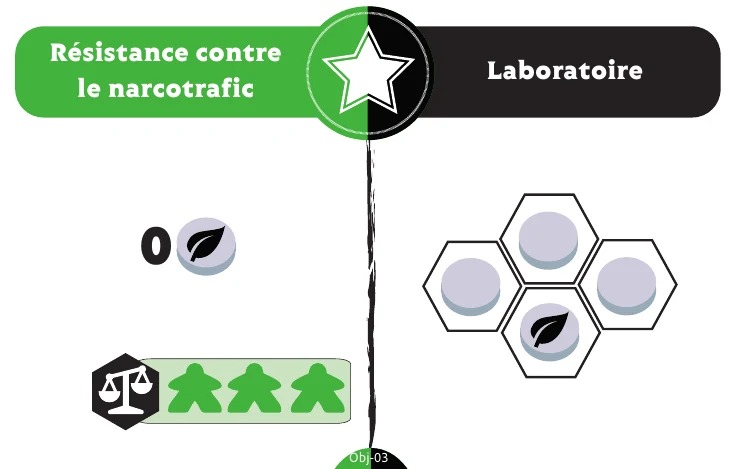 Résistance contre
le narcotrafic
Laboratoire
0
Obj-03